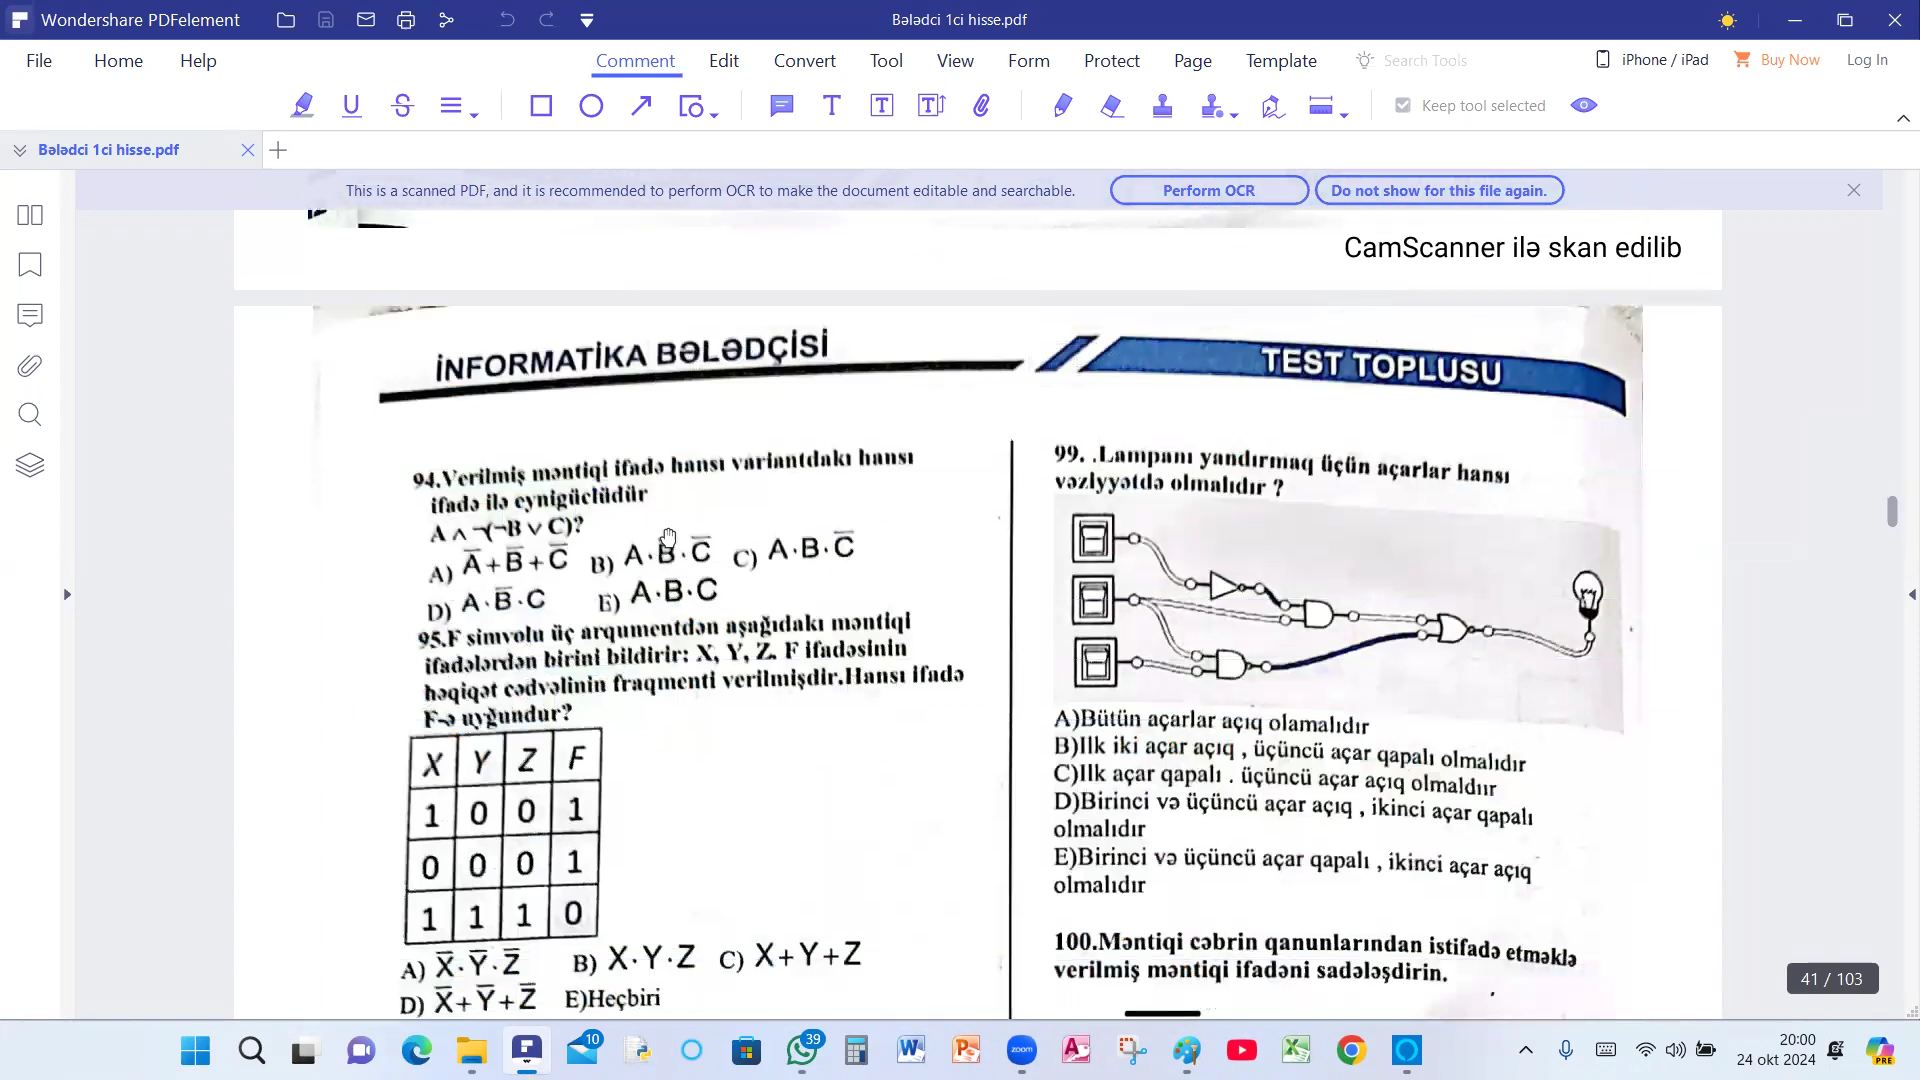 Wondershare PDFelement
Bələdci 1ci hisse.pdf
File Home Help Comment Edit Convert Tool View Form Protect Page Template Search Tools iPhone / iPad Buy Now Log In
Keep tool selected
Bələdci 1ci hisse.pdf
This is a scanned PDF, and it is recommended to perform OCR to make the document editable and searchable. Perform OCR Do not show for this file again.
CamScanner ilə skan edilib
İNFORMATİKA BƏLƏDÇİSİ
TEST TOPLUSU
94.Verilmiş məntiqi ifadə hansı variantdakı hansı
ifadə ilə eynigüclüdür
A ∧ ¬(¬B ∨ C)?
A) A̅ + B̅ + C̅ B) A · B̅ · C̅ C) A · B · C̅
D) A · B̅ · C E) A · B · C
95.F simvolu üç arqumentdən aşağıdakı məntiqi
ifadələrdən birini bildirir: X, Y, Z. F ifadəsinin
həqiqət cədvəlinin fraqmenti verilmişdir.Hansı ifadə
F-ə uyğundur?
X Y Z F
1 0 0 1
0 0 0 1
1 1 1 0
A) X̅ · Y̅ · Z̅ B) X · Y · Z C) X + Y + Z
D) X̅ + Y̅ + Z̅ E)Heçbiri
99. .Lampanı yandırmaq üçün açarlar hansı
vəzlyyətdə olmalıdır ?
A)Bütün açarlar açıq olamalıdır
B)Ilk iki açar açıq , üçüncü açar qapalı olmalıdır
C)Ilk açar qapalı . üçüncü açar açıq olmaldıır
D)Birinci və üçüncü açar açıq , ikinci açar qapalı
olmalıdır
E)Birinci və üçüncü açar qapalı , ikinci açar açıq
olmalıdır
100.Məntiqi cəbrin qanunlarından istifadə etməklə
verilmiş məntiqi ifadəni sadələşdirin.
41 / 103
10
39
zoom
PRE
20:00
24 okt 2024